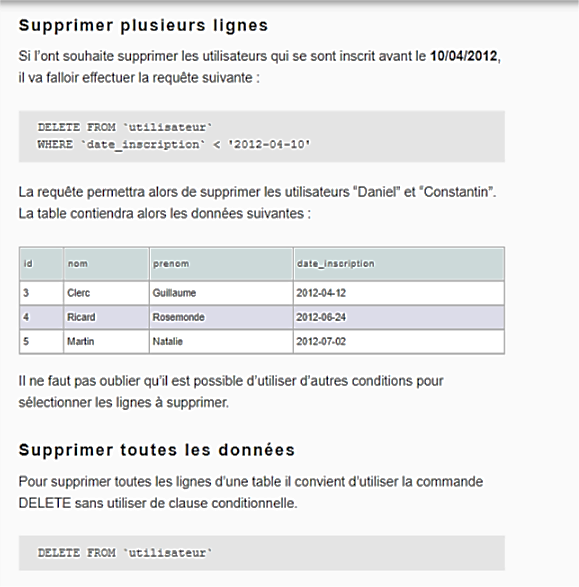 Supprimer plusieurs lignes
Si l'ont souhaite supprimer les utilisateurs qui se sont inscrit avant le 10/04/2012,
il va falloir effectuer la requête suivante :
DELETE FROM `utilisateur`
WHERE `date_inscription` < '2012-04-10'
La requête permettra alors de supprimer les utilisateurs "Daniel" et "Constantin".
La table contiendra alors les données suivantes :
id nom prenom date_inscription
3 Clerc Guillaume 2012-04-12
4 Ricard Rosemonde 2012-06-24
5 Martin Natalie 2012-07-02
Il ne faut pas oublier qu'il est possible d'utiliser d'autres conditions pour
sélectionner les lignes à supprimer.
Supprimer toutes les données
Pour supprimer toutes les lignes d'une table il convient d'utiliser la commande
DELETE sans utiliser de clause conditionnelle.
DELETE FROM `utilisateur`